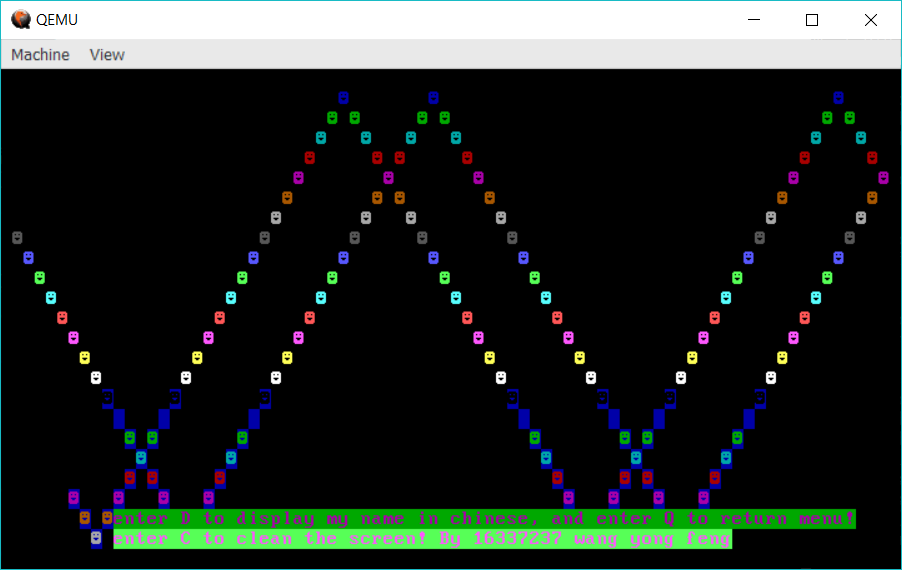 QEMU
Machine View
enter D to display my name in chinese, and enter Q to return menu!
enter C to clean the screen! By 16337237 wang yong feng